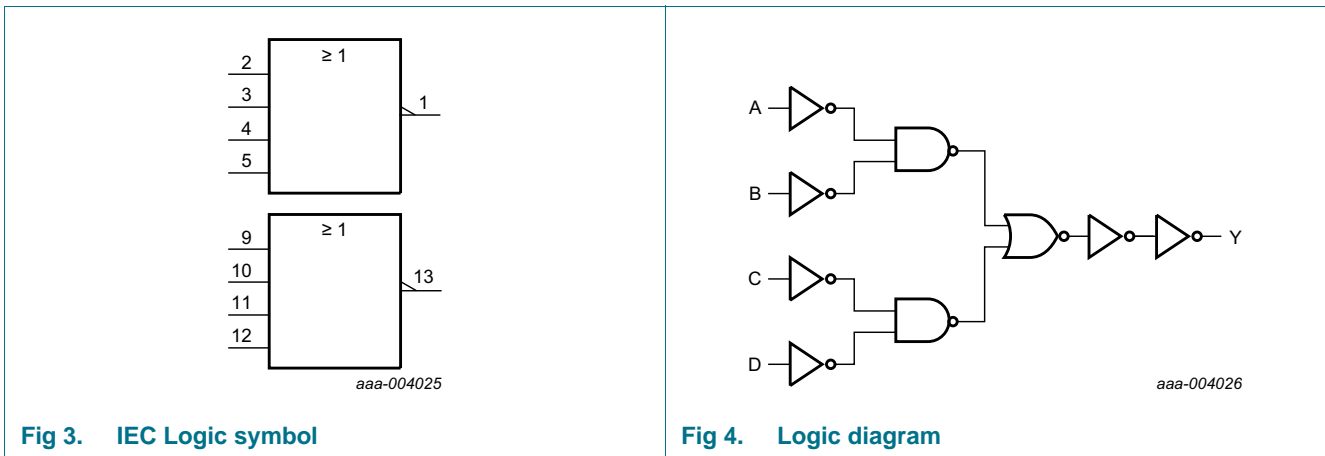 ≥ 1
2
3
4
5
1
≥ 1
9
10
11
12
13
aaa-004025
Fig 3. IEC Logic symbol
A
B
C
D
Y
aaa-004026
Fig 4. Logic diagram